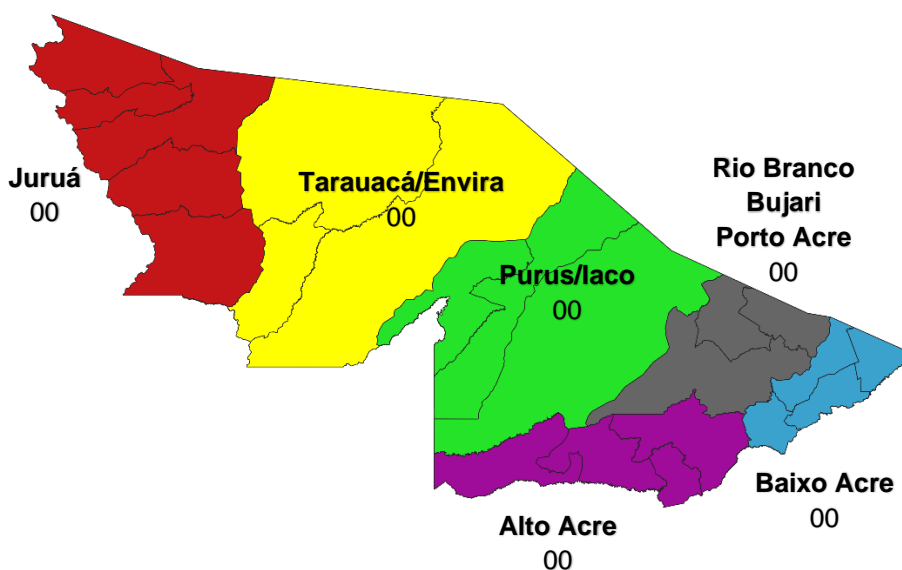 Juruá
00
Tarauacá/Envira
00
Purus/Iaco
00
Rio Branco
Bujari
Porto Acre
00
Alto Acre
00
Baixo Acre
00